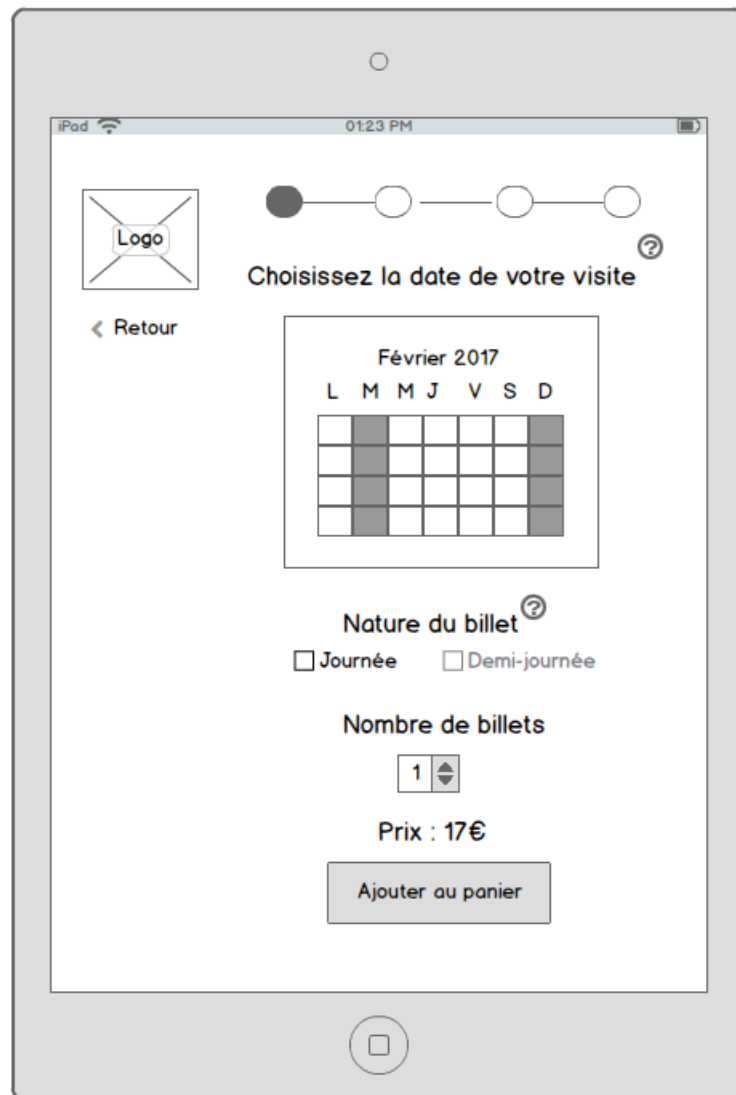 iPad 01:23 PM
Logo
?
Choisissez la date de votre visite
Retour
Février 2017
L M M J V S D
Nature du billet ?
Journée Demi-journée
Nombre de billets
1
Prix : 17€
Ajouter au panier